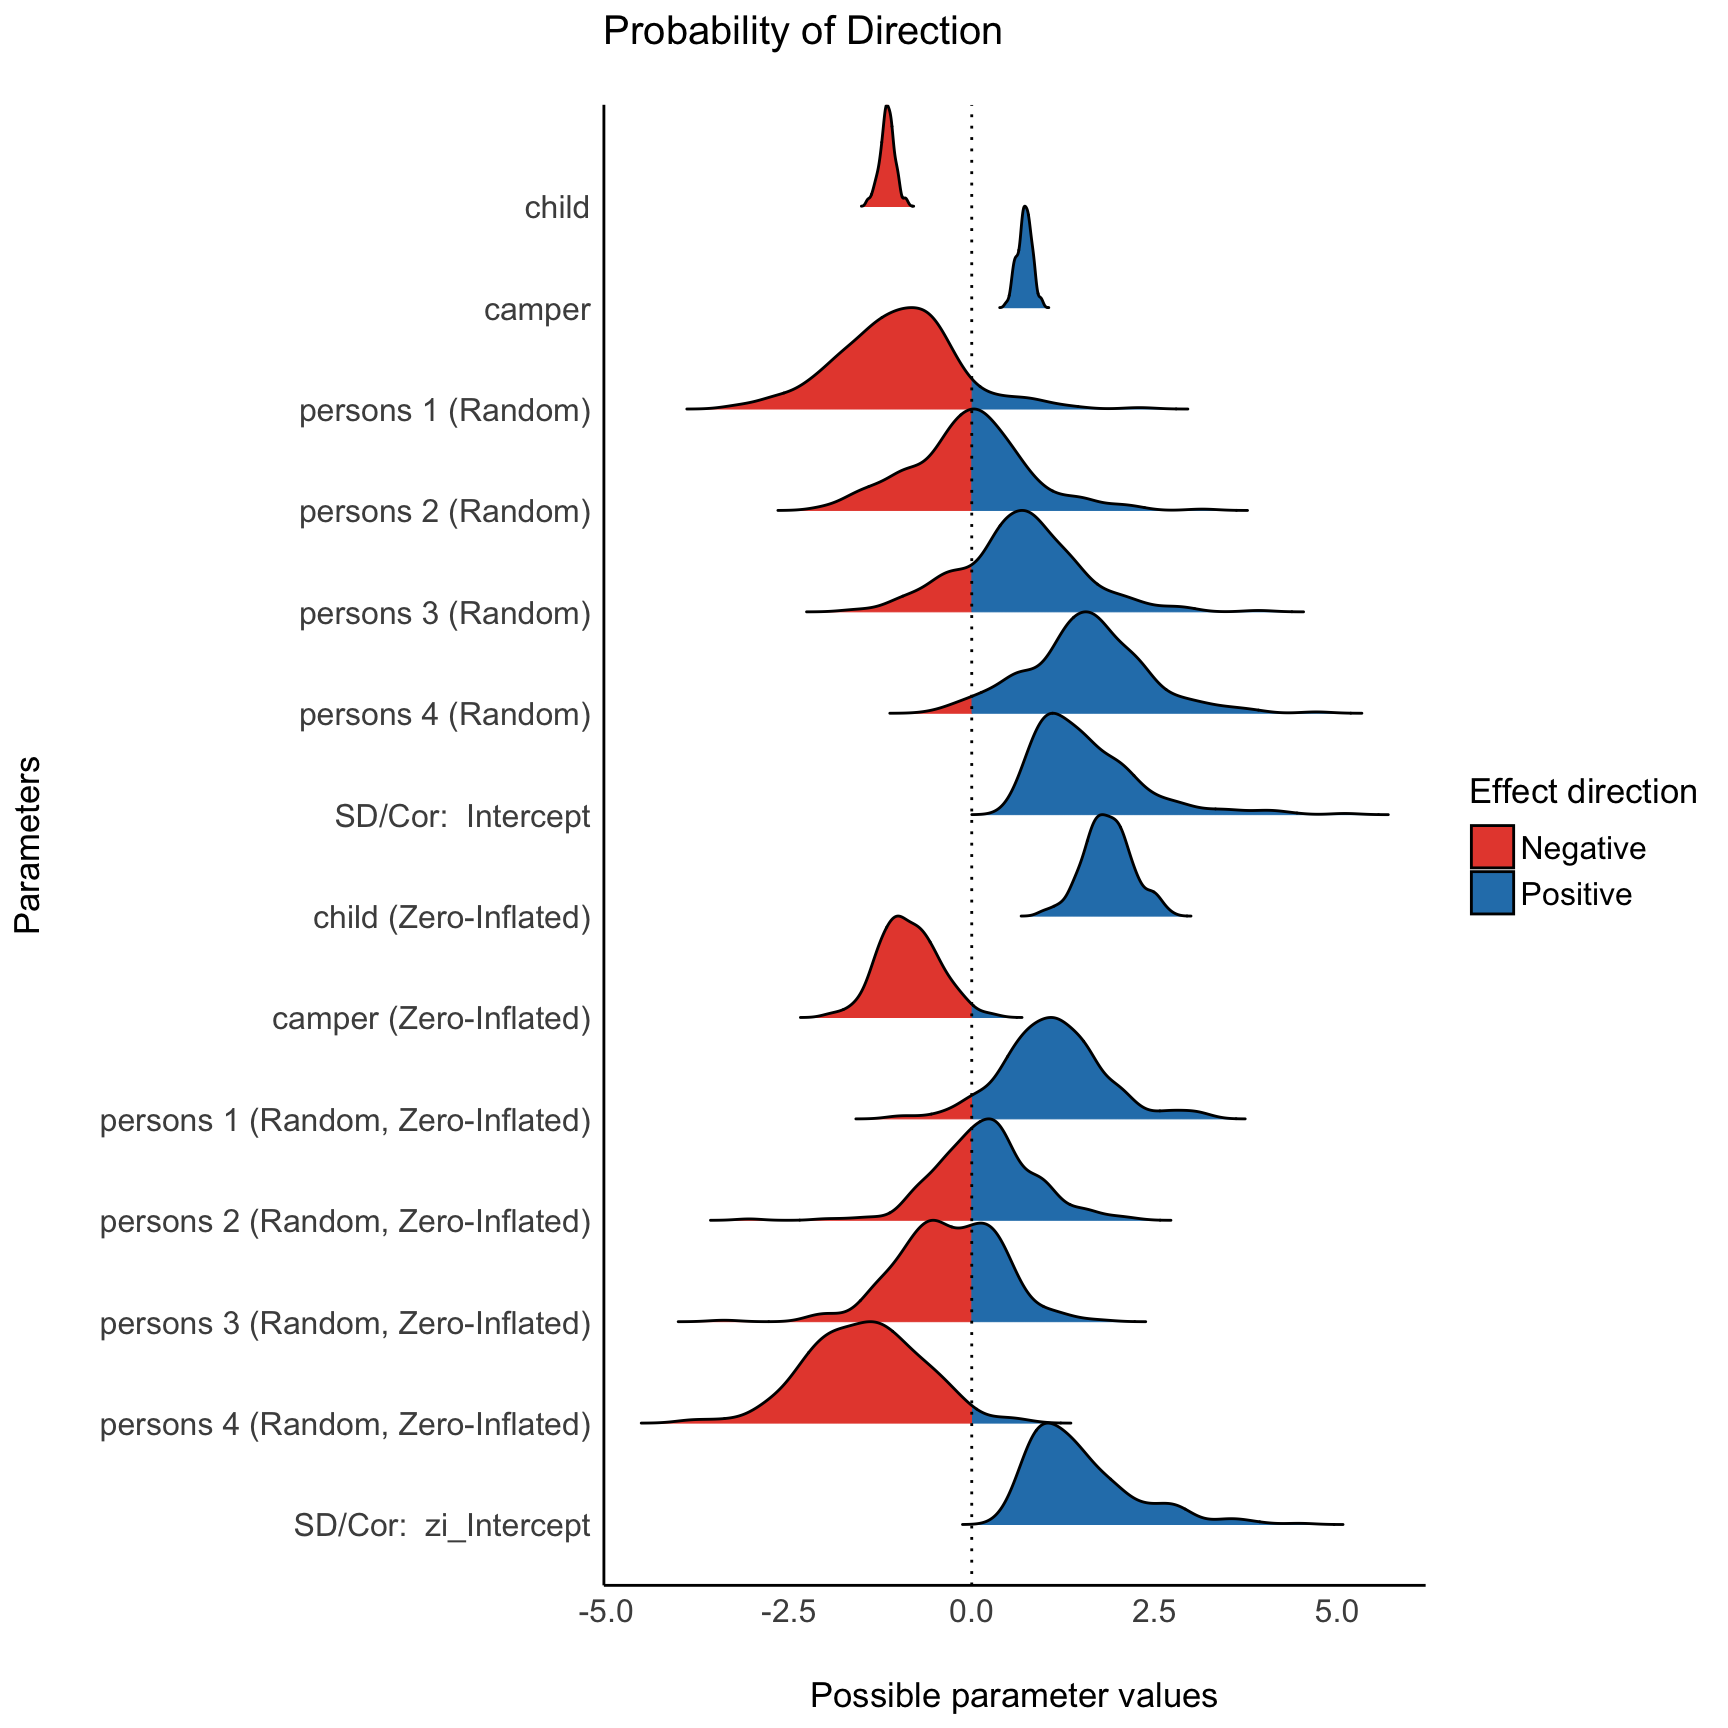 Probability of Direction
child
camper
persons 1 (Random)
persons 2 (Random)
persons 3 (Random)
persons 4 (Random)
SD/Cor:  Intercept
child (Zero-Inflated)
camper (Zero-Inflated)
persons 1 (Random, Zero-Inflated)
persons 2 (Random, Zero-Inflated)
persons 3 (Random, Zero-Inflated)
persons 4 (Random, Zero-Inflated)
SD/Cor:  zi_Intercept
Parameters
-5.0 -2.5 0.0 2.5 5.0
Possible parameter values
Effect direction
Negative
Positive